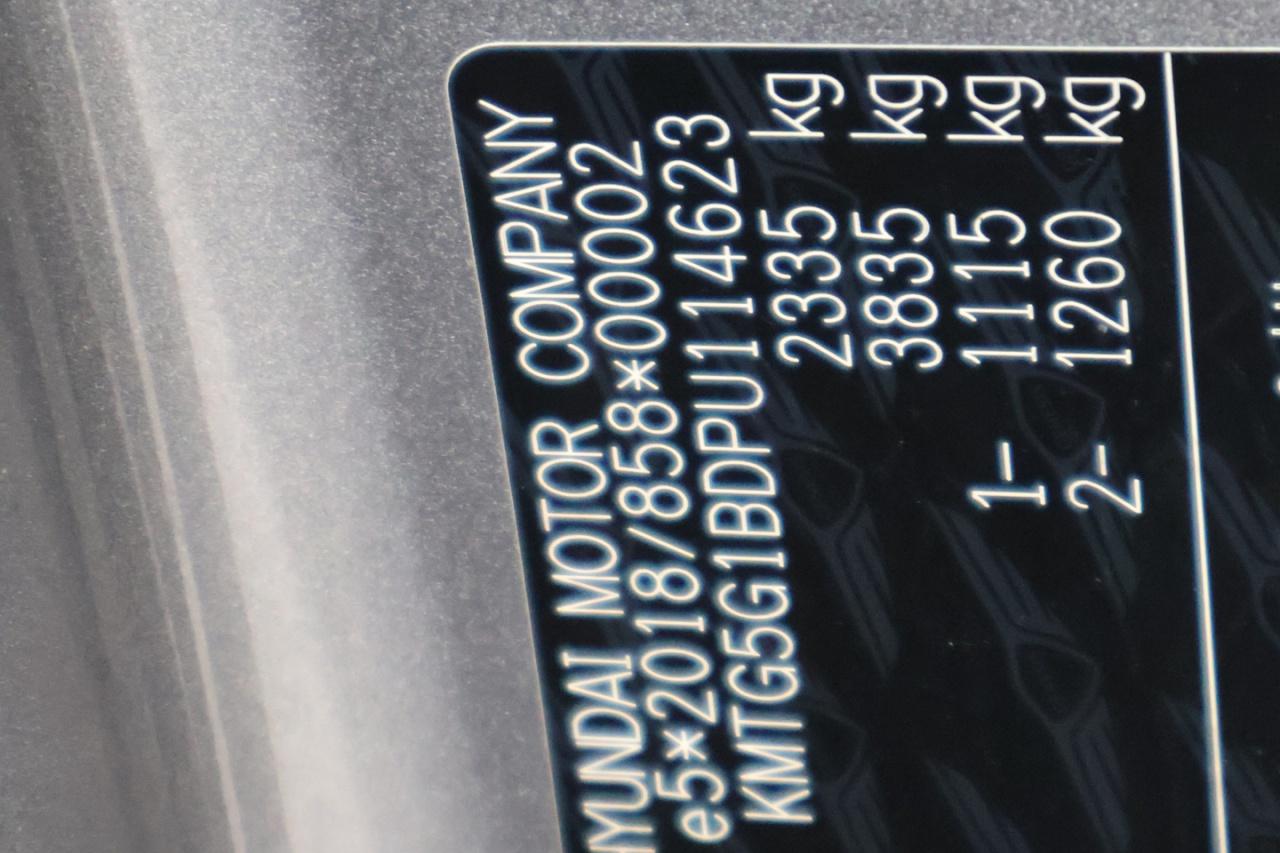 HYUNDAI MOTOR COMPANY
e5*2018/858*00002
KMTG5G1BDPU114623
2335 kg
3835 kg
1- 1115 kg
2- 1260 kg